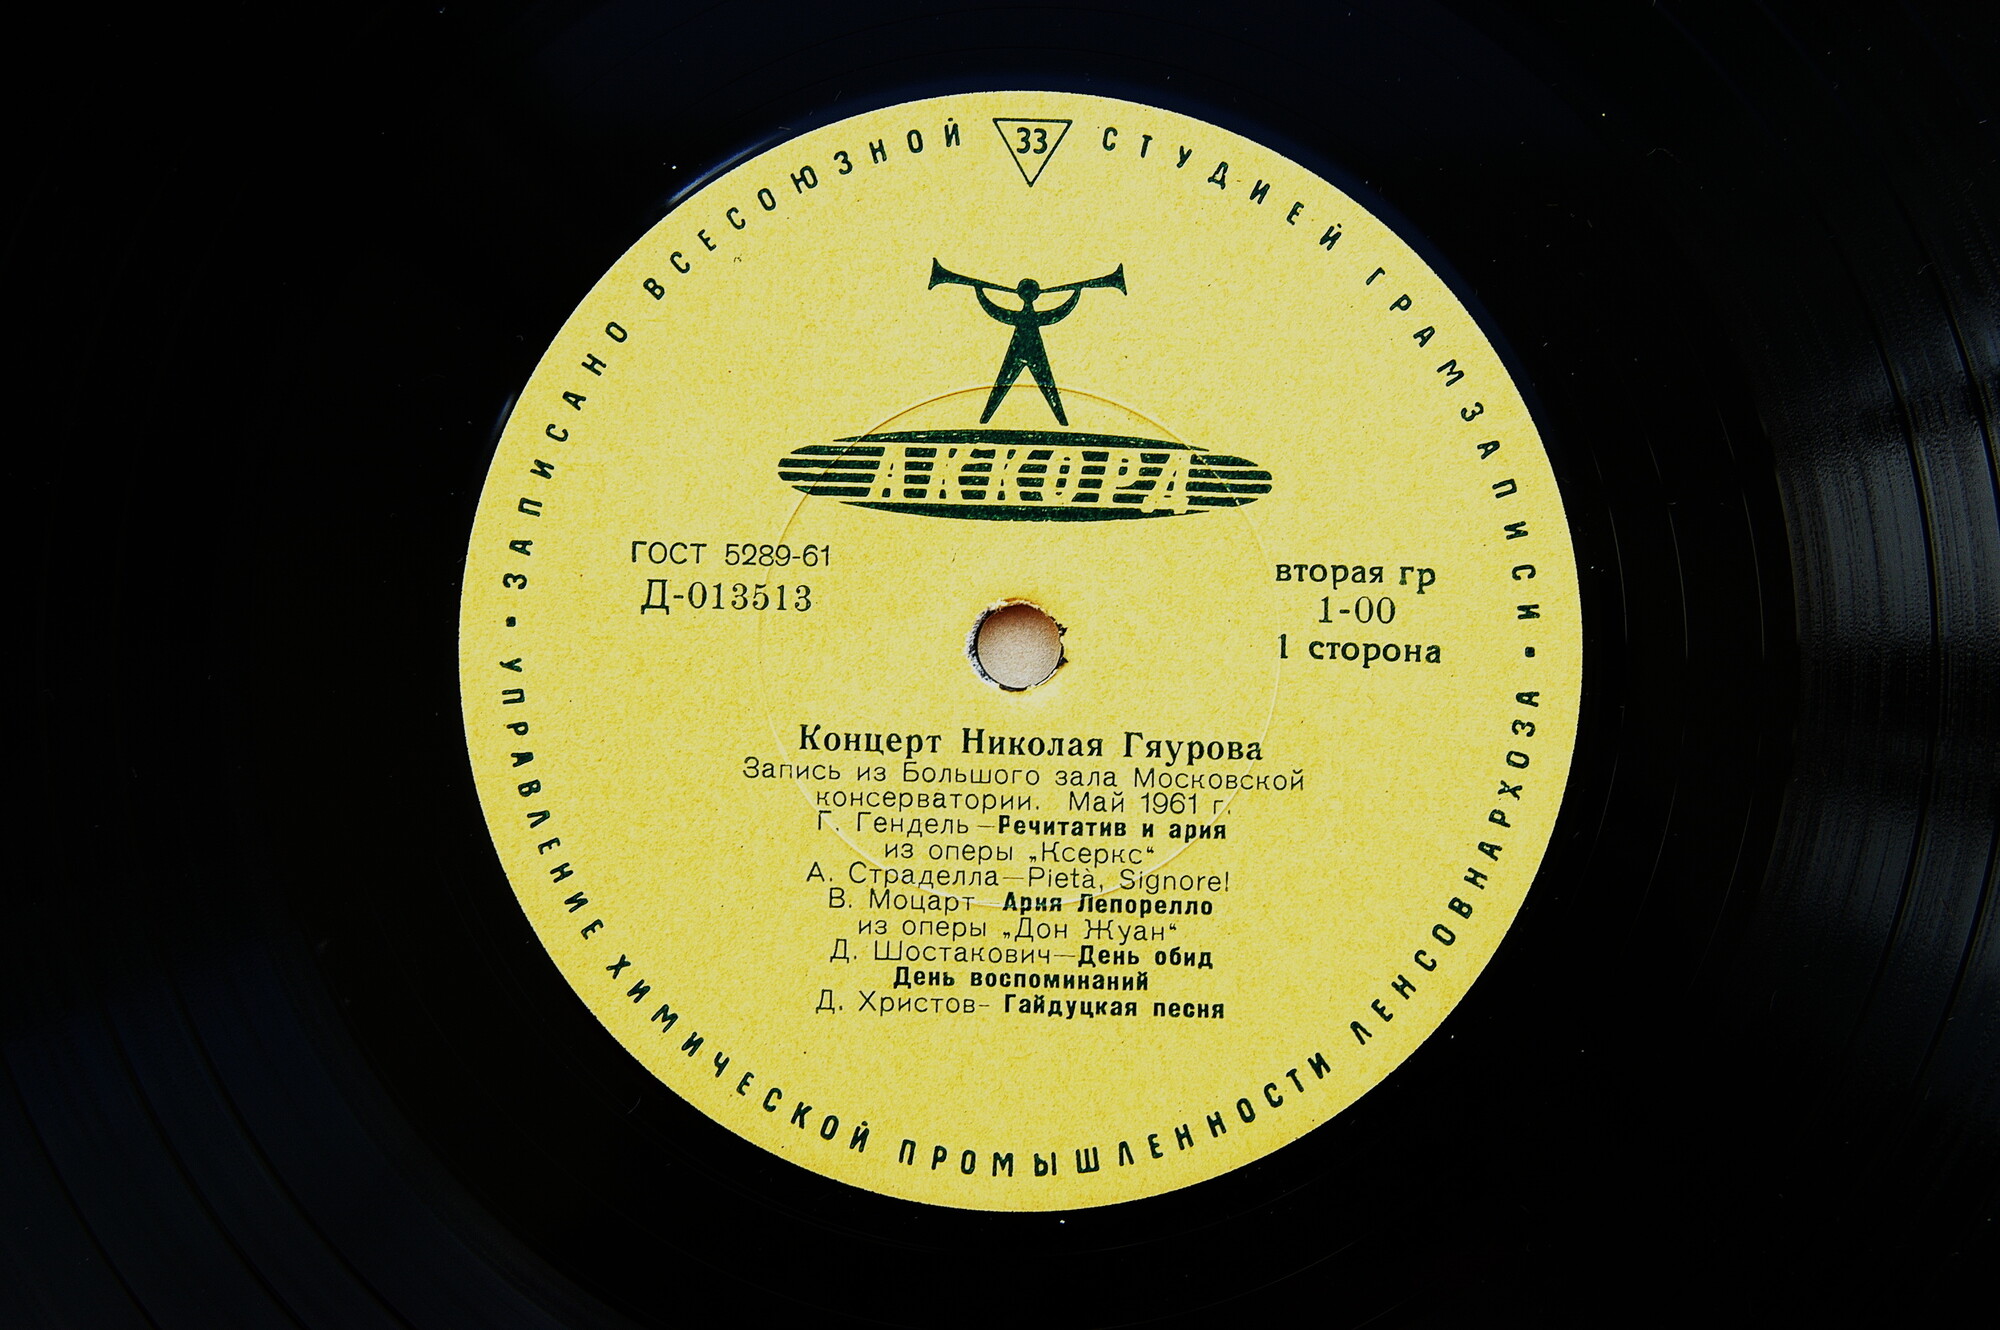 ЗАПИСАНО ВСЕСОЮЗНОЙ СТУДИЕЙ ГРАМЗАПИСИ
33
АККОРД
ГОСТ 5289-61
Д-013513
вторая гр
1-00
1 сторона
Концерт Николая Гяурова
Запись из Большого зала Московской
консерватории. Май 1961 г.
Г. Гендель—Речитатив и ария
из оперы „Ксеркс“
А. Страделла—Pietà, Signore!
В. Моцарт—Ария Лепорелло
из оперы „Дон Жуан“
Д. Шостакович—День обид
День воспоминаний
Д. Христов- Гайдуцкая песня
• УПРАВЛЕНИЕ ХИМИЧЕСКОЙ ПРОМЫШЛЕННОСТИ ЛЕНСОВНАРХОЗА •